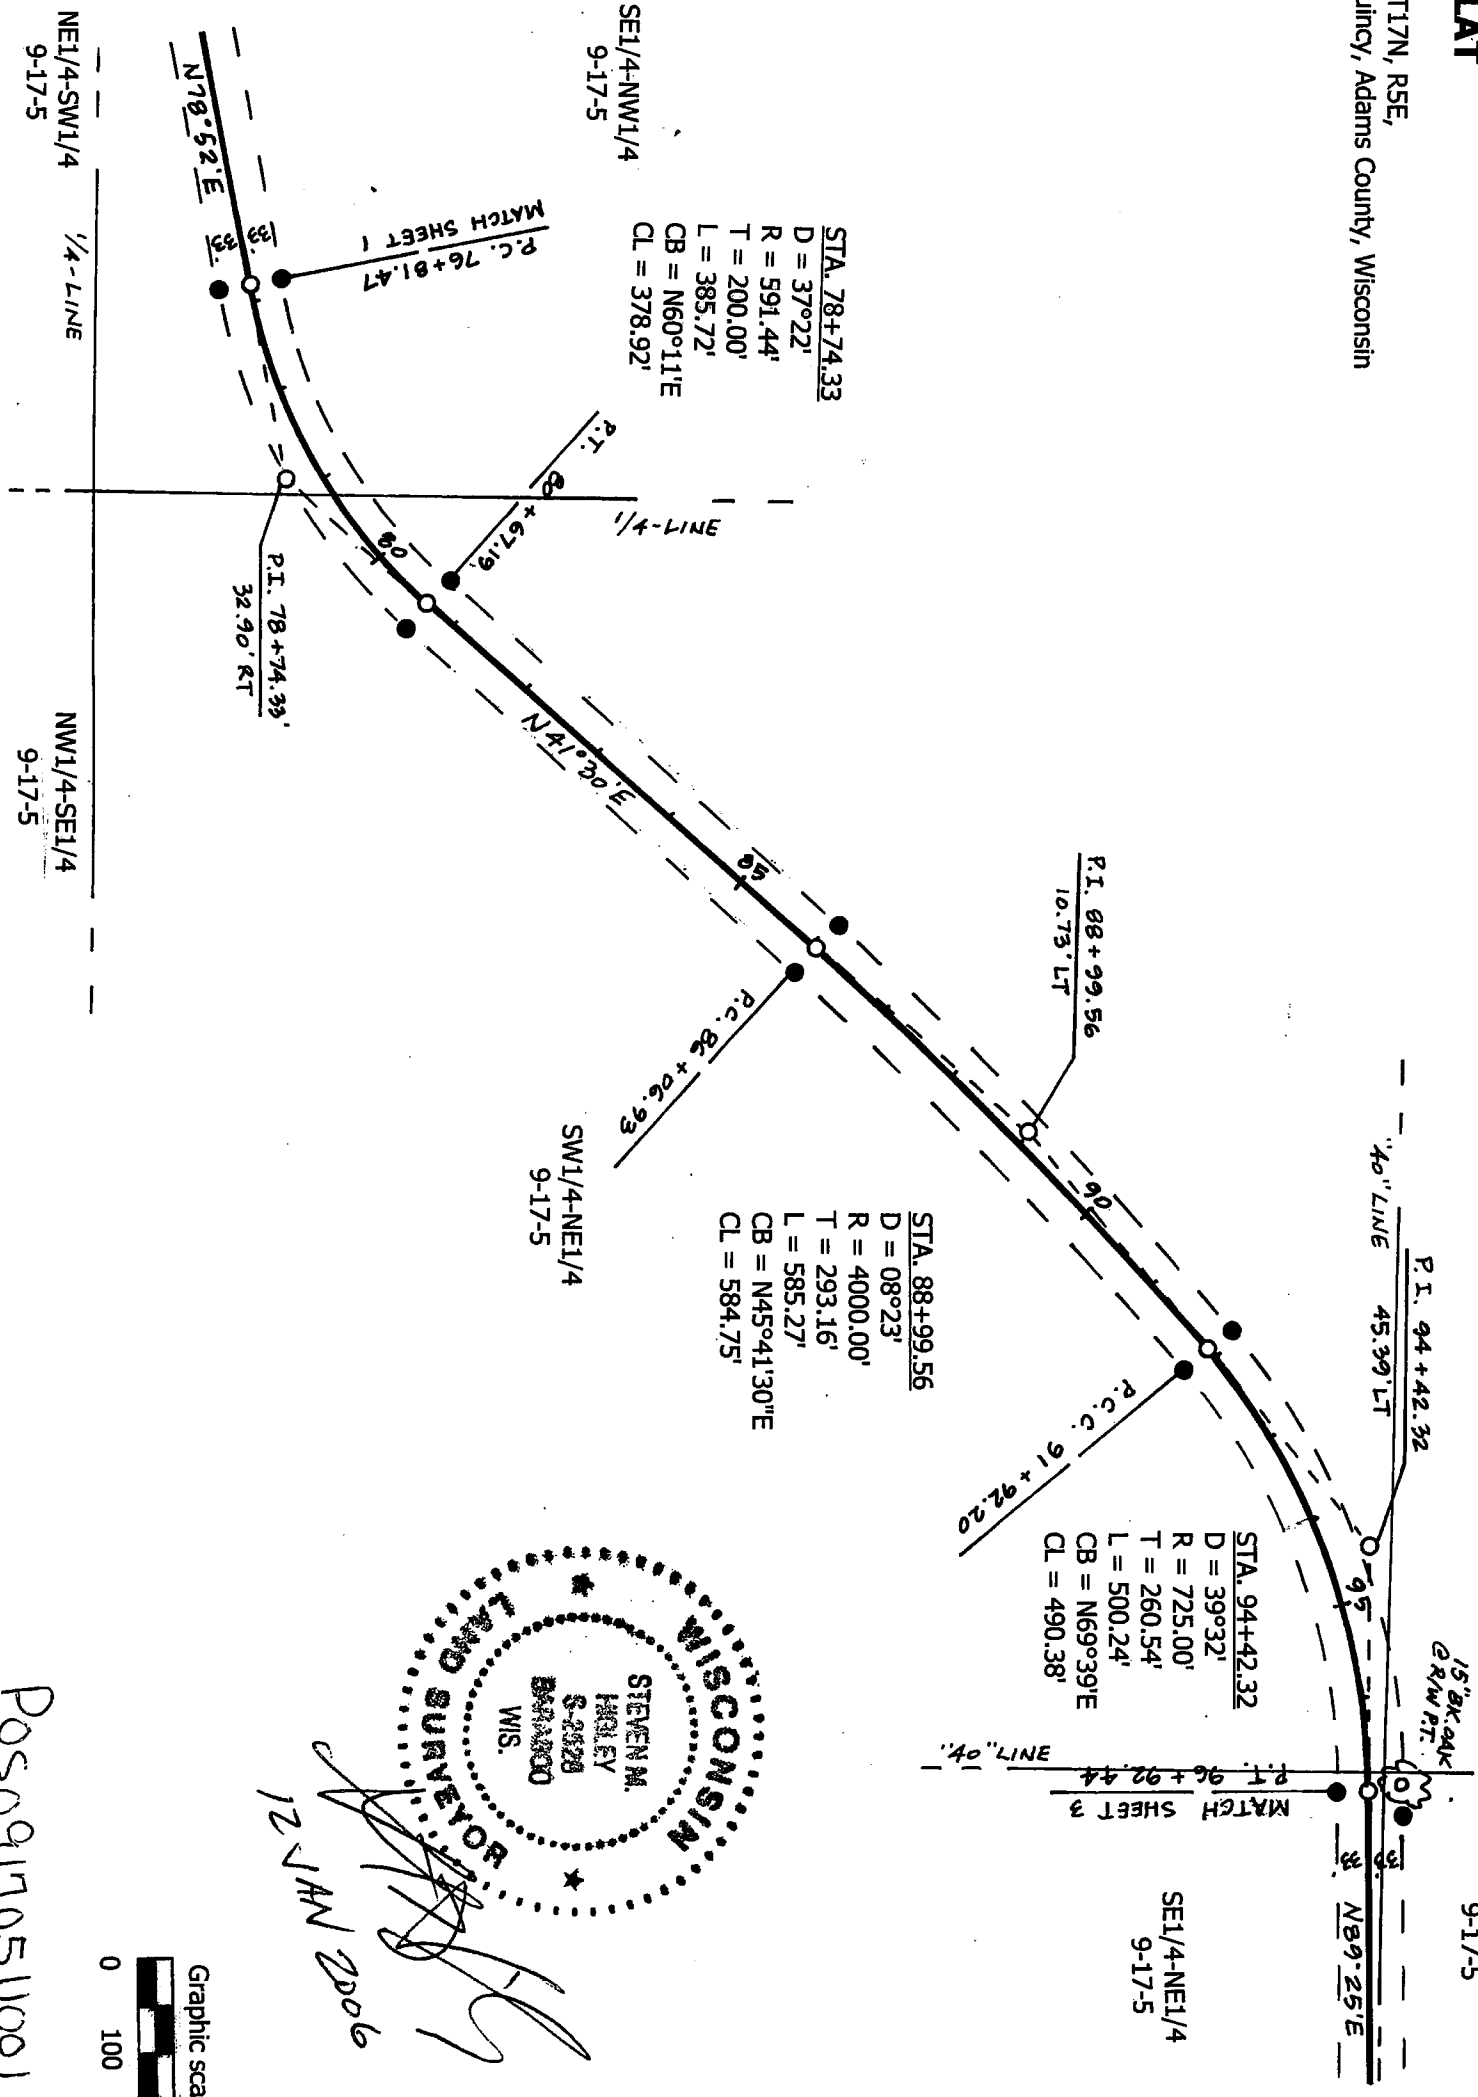 LAT
T17N, R5E,
uincy, Adams County, Wisconsin
SE1/4-NW1/4
9-17-5
NE1/4-SW1/4
9-17-5
1/4-LINE
N78°52'E
33'
33'
P.C. 76+81.47
MATCH SHEET 1
STA. 78+74.33
D = 37°22'
R = 591.44'
T = 200.00'
L = 385.72'
CB = N60°11'E
CL = 378.92'
P.T. 80+67.19
1/4-LINE
80
P.I. 78+74.33'
32.90' RT
NW1/4-SE1/4
9-17-5
N41°30'E
85
P.I. 88+99.56
10.73' LT
P.C. 86+06.93
SW1/4-NE1/4
9-17-5
STA. 88+99.56
D = 08°23'
R = 4000.00'
T = 293.16'
L = 585.27'
CB = N45°41'30"E
CL = 584.75'
90
"40" LINE
P.I. 94+42.32
45.39' LT
P.C.C. 91+92.20
STA. 94+42.32
D = 39°32'
R = 725.00'
T = 260.54'
L = 500.24'
CB = N69°39'E
CL = 490.38'
95
15" BK. OAK
@ R/W PT.
"40" LINE
P.T. 96+92.44
MATCH SHEET 3
33'
33'
N89°25'E
9-17-5
SE1/4-NE1/4
9-17-5
WISCONSIN
STEVEN M.
HIGLEY
S-2528
BARABOO
WIS.
LAND SURVEYOR
12 JAN 2006
Graphic sca
0 100
Pos0917051001